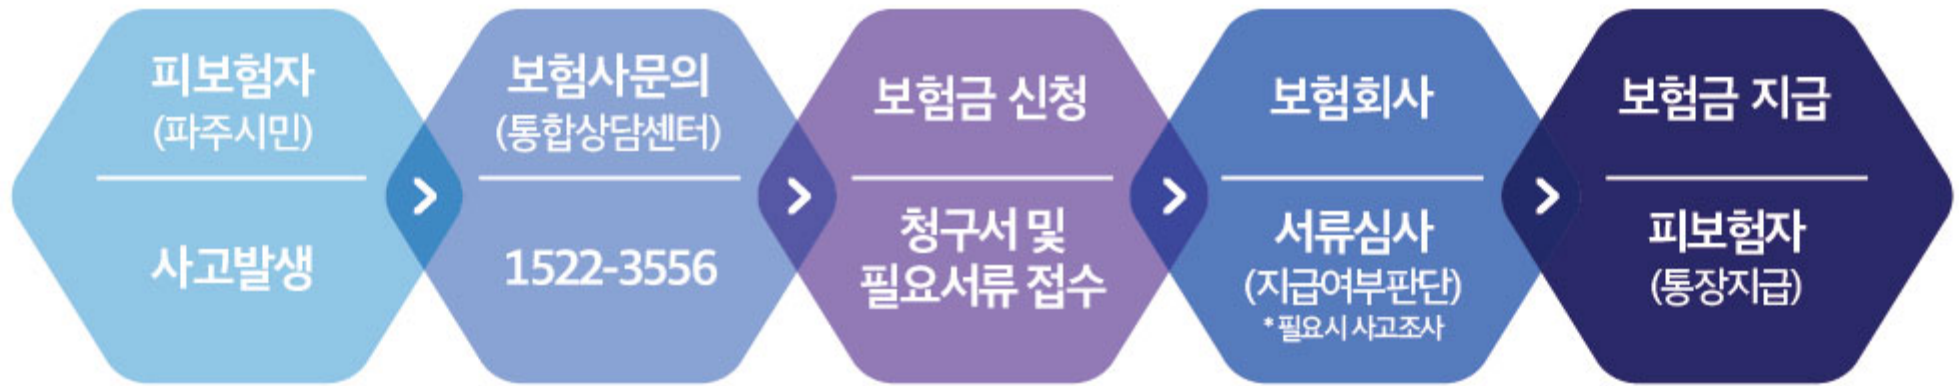 피보험자
(파주시민)
사고발생
보험사문의
(통합상담센터)
1522-3556
보험금 신청
청구서 및
필요서류 접수
보험회사
서류심사
(지급여부판단)
*필요시 사고조사
보험금 지급
피보험자
(통장지급)